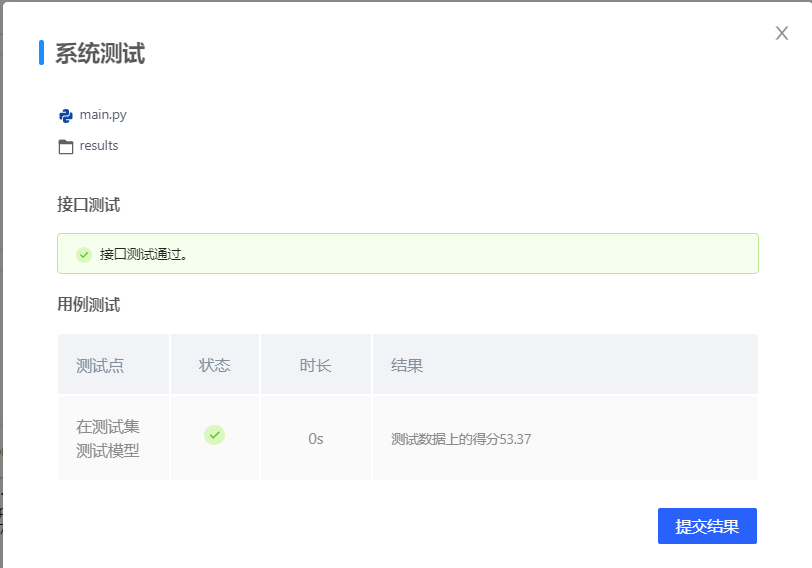 系统测试
main.py
results
接口测试
接口测试通过。
用例测试
测试点 状态 时长 结果
在测试集
测试模型
0s 测试数据上的得分53.37
提交结果